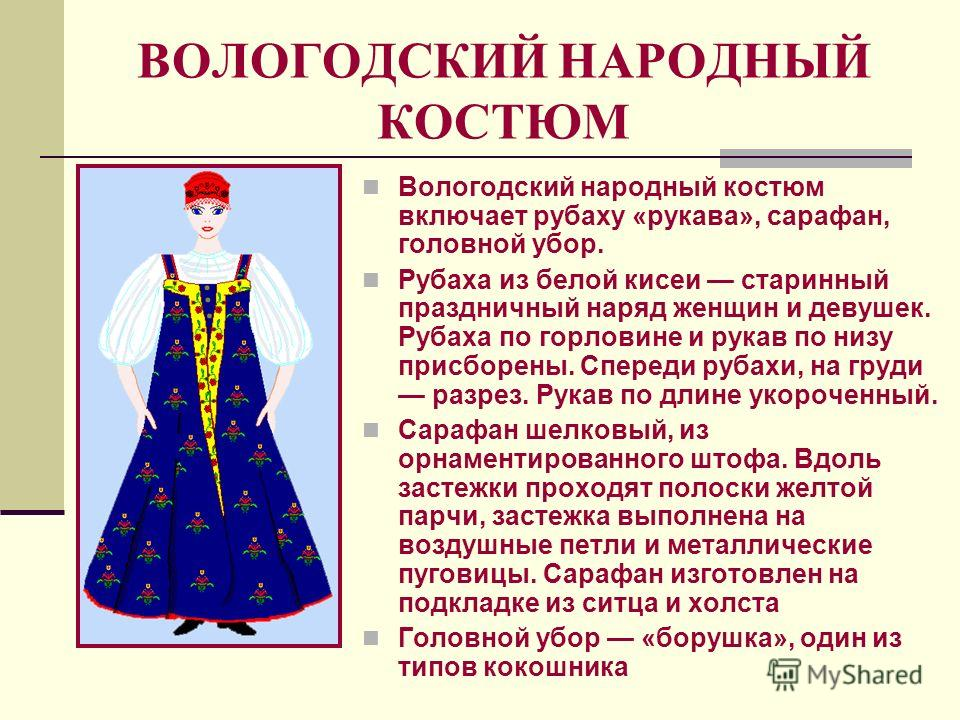 ВОЛОГОДСКИЙ НАРОДНЫЙ
КОСТЮМ
Вологодский народный костюм
включает рубаху «рукава», сарафан,
головной убор.
Рубаха из белой кисеи — старинный
праздничный наряд женщин и девушек.
Рубаха по горловине и рукав по низу
присборены. Спереди рубахи, на груди
— разрез. Рукав по длине укороченный.
Сарафан шелковый, из
орнаментированного штофа. Вдоль
застежки проходят полоски желтой
парчи, застежка выполнена на
воздушные петли и металлические
пуговицы. Сарафан изготовлен на
подкладке из ситца и холста
Головной убор — «борушка», один из
типов кокошника
MyShared